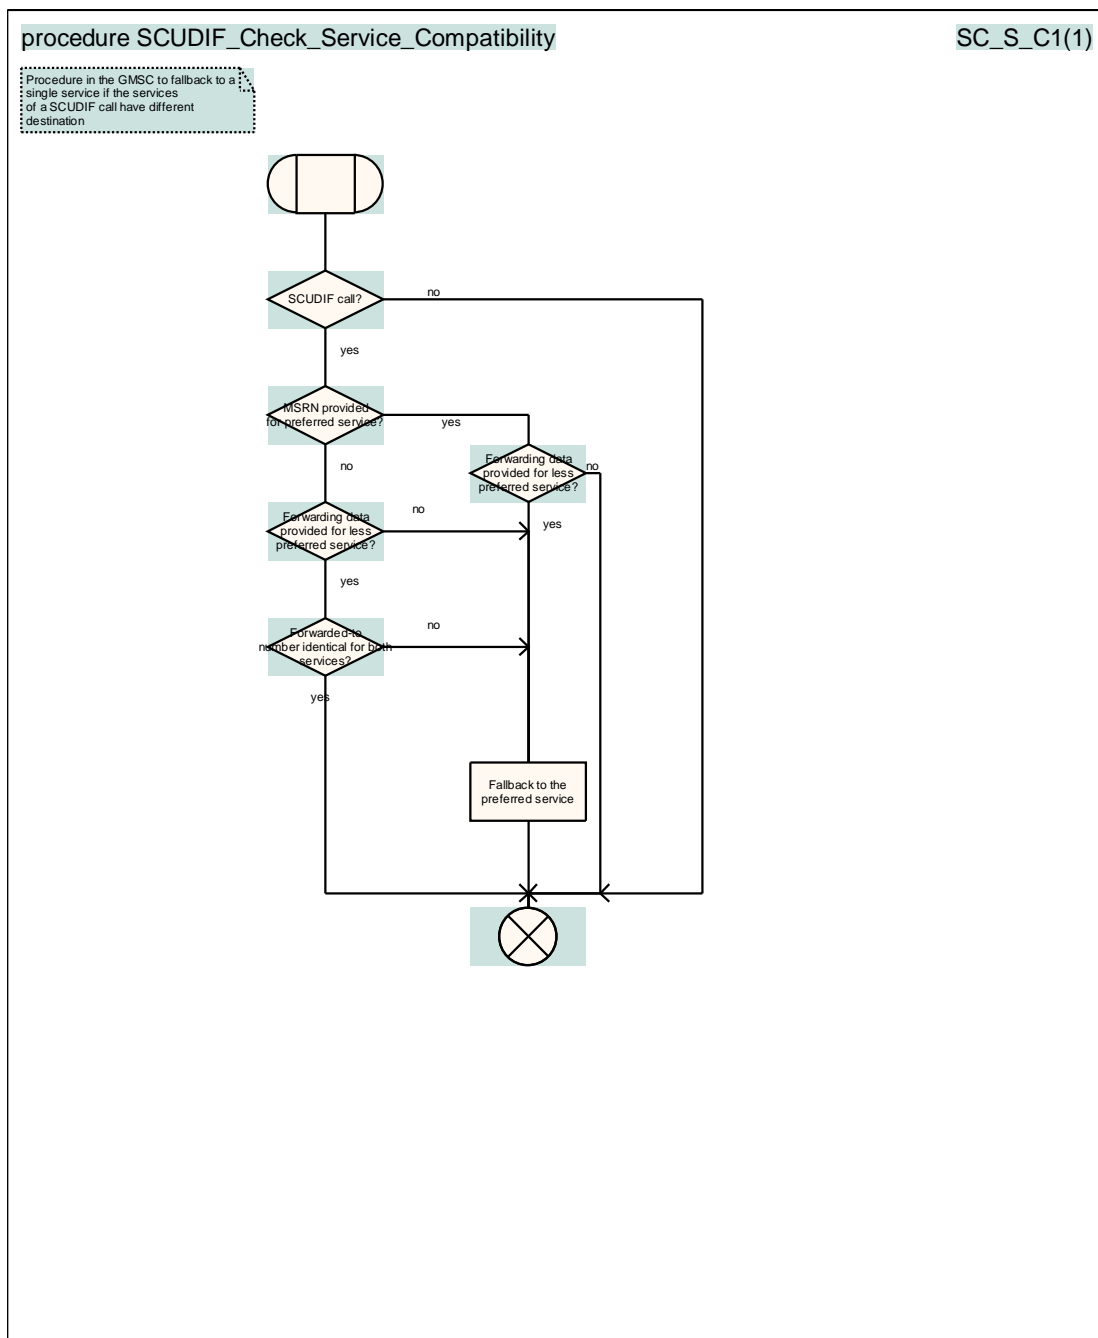 procedure SCUDIF_Check_Service_Compatibility
SC_S_C1(1)
Procedure in the GMSC to fallback to a
single service if the services
of a SCUDIF call have different
destination
SCUDIF call?
no
yes
MSRN provided
for preferred service?
yes
no
Forwarding data
provided for less
preferred service?
no
yes
Forwarding data
provided for less
preferred service?
no
yes
Forwarded-to
number identical for both
services?
no
yes
Fallback to the
preferred service